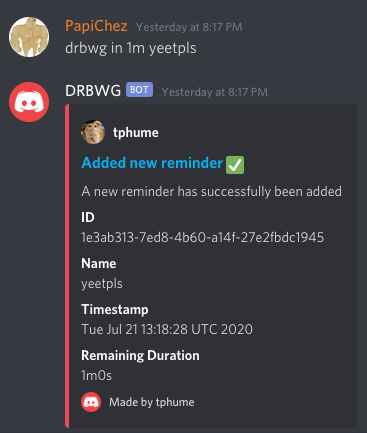 PapiChez Yesterday at 8:17 PM
drbwg in 1m yeetpls
DRBWG BOT Yesterday at 8:17 PM
tphume
Added new reminder ✅
A new reminder has successfully been added
ID
1e3ab313-7ed8-4b60-a14f-27e2fbdc1945
Name
yeetpls
Timestamp
Tue Jul 21 13:18:28 UTC 2020
Remaining Duration
1m0s
Made by tphume